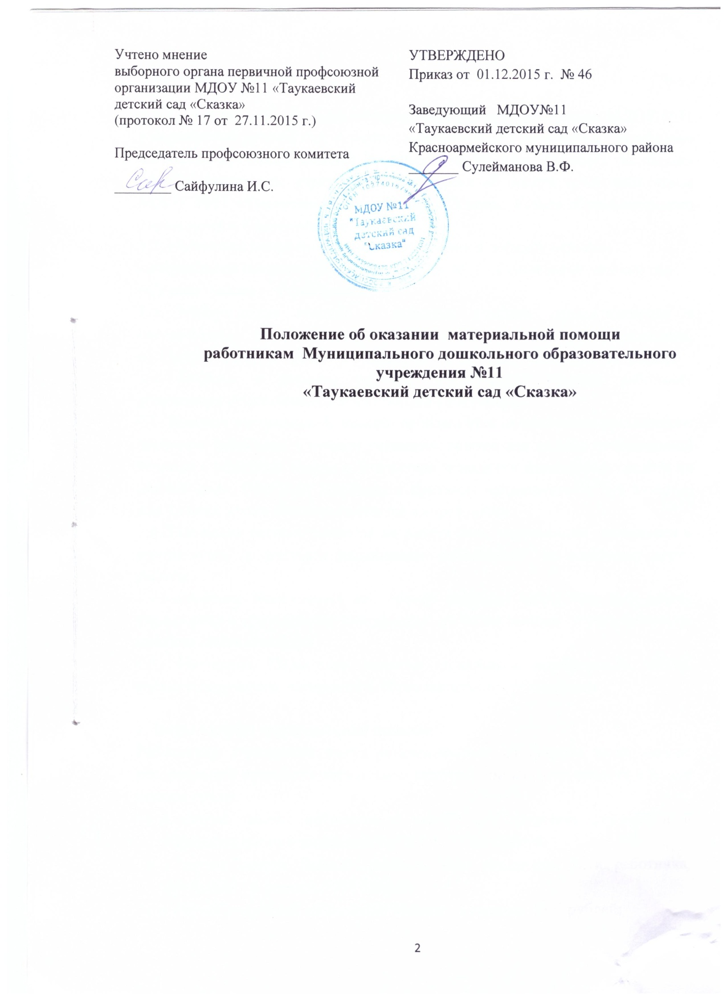 Учтено мнение
выборного органа первичной профсоюзной
организации МДОУ №11 «Таукаевский
детский сад «Сказка»
(протокол № 17 от 27.11.2015 г.)
Председатель профсоюзного комитета
________ Сайфулина И.С.
УТВЕРЖДЕНО
Приказ от 01.12.2015 г. № 46
Заведующий МДОУ№11
«Таукаевский детский сад «Сказка»
Красноармейского муниципального района
_______ Сулейманова В.Ф.
МДОУ №11
"Таукаевский
детский сад
"Сказка"
Положение об оказании материальной помощи
работникам Муниципального дошкольного образовательного
учреждения №11
«Таукаевский детский сад «Сказка»
2